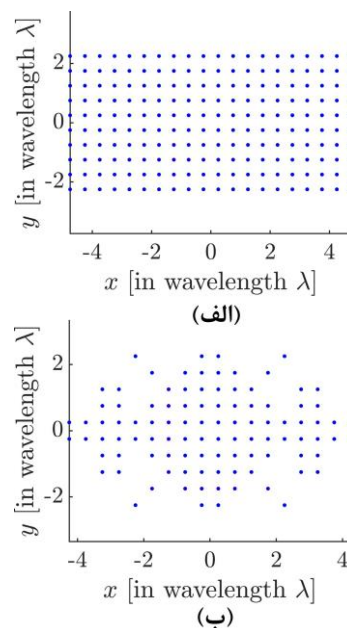 y [in wavelength λ]
2
0
-2
-4 -2 0 2 4
x [in wavelength λ]
(الف)
y [in wavelength λ]
2
0
-2
-4 -2 0 2 4
x [in wavelength λ]
(ب)